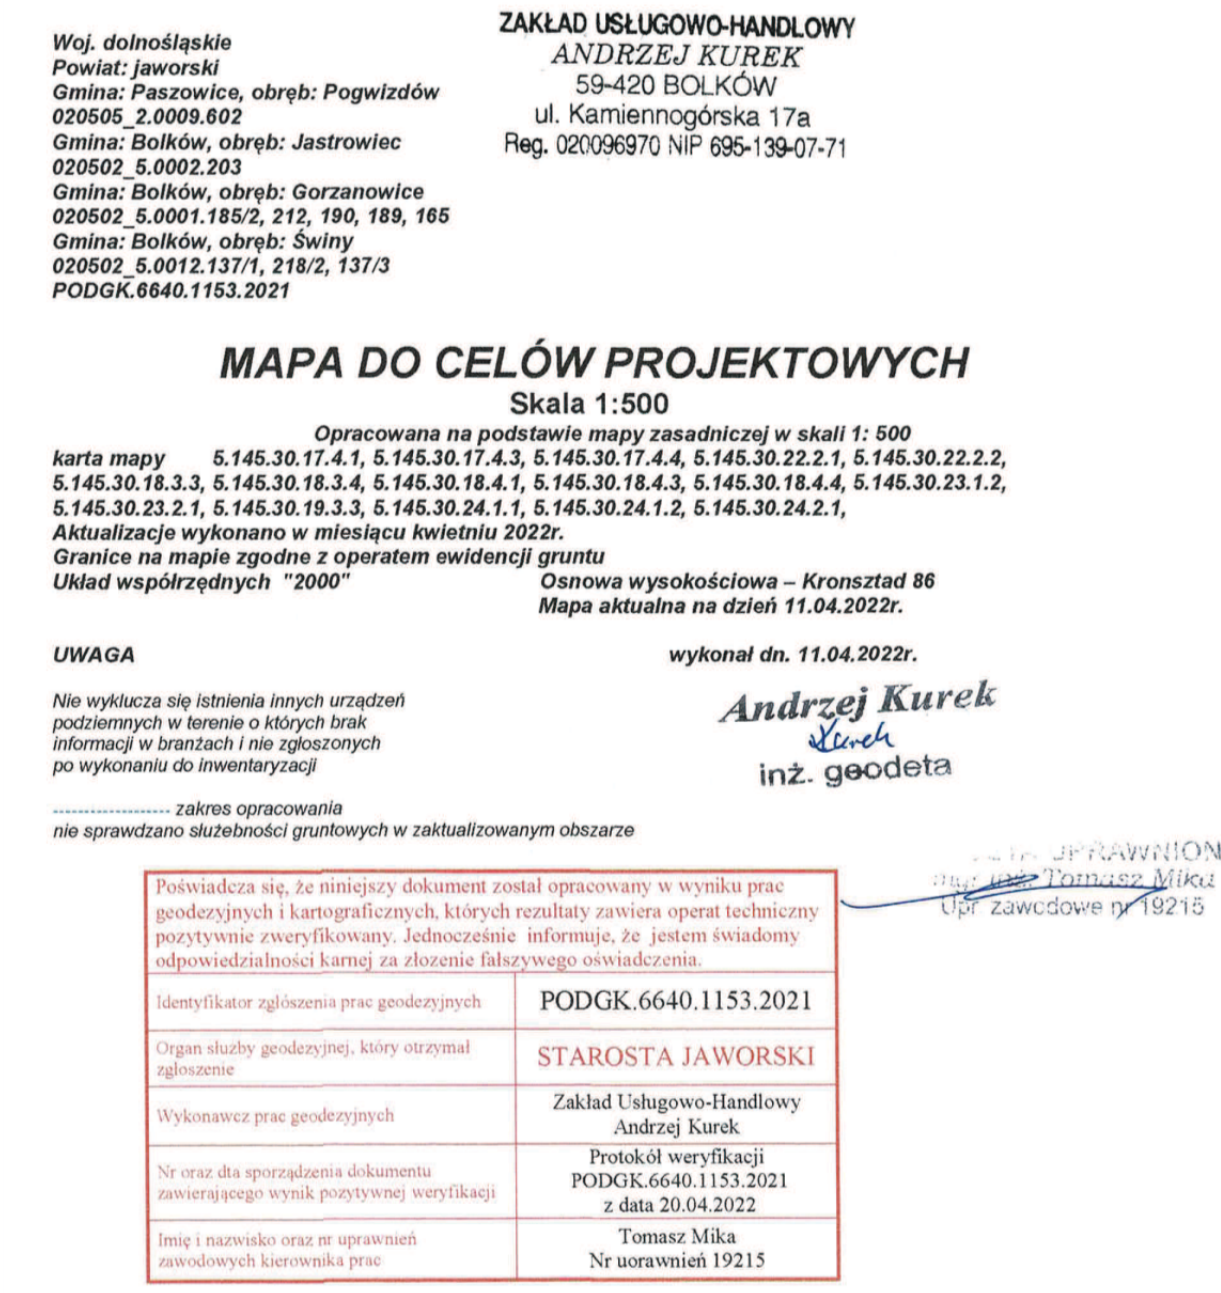 Woj. dolnośląskie
Powiat: jaworski
Gmina: Paszowice, obręb: Pogwizdów
020505_2.0009.602
Gmina: Bolków, obręb: Jastrowiec
020502_5.0002.203
Gmina: Bolków, obręb: Gorzanowice
020502_5.0001.185/2, 212, 190, 189, 165
Gmina: Bolków, obręb: Świny
020502_5.0012.137/1, 218/2, 137/3
PODGK.6640.1153.2021
ZAKŁAD USŁUGOWO-HANDLOWY
ANDRZEJ KUREK
59-420 BOLKÓW
ul. Kamiennogórska 17a
Reg. 020096970 NIP 695-139-07-71
MAPA DO CELÓW PROJEKTOWYCH
Skala 1:500
Opracowana na podstawie mapy zasadniczej w skali 1: 500
karta mapy 5.145.30.17.4.1, 5.145.30.17.4.3, 5.145.30.17.4.4, 5.145.30.22.2.1, 5.145.30.22.2.2,
5.145.30.18.3.3, 5.145.30.18.3.4, 5.145.30.18.4.1, 5.145.30.18.4.3, 5.145.30.18.4.4, 5.145.30.23.1.2,
5.145.30.23.2.1, 5.145.30.19.3.3, 5.145.30.24.1.1, 5.145.30.24.1.2, 5.145.30.24.2.1,
Aktualizacje wykonano w miesiącu kwietniu 2022r.
Granice na mapie zgodne z operatem ewidencji gruntu
Układ współrzędnych "2000" Osnowa wysokościowa – Kronsztad 86
Mapa aktualna na dzień 11.04.2022r.
UWAGA
wykonał dn. 11.04.2022r.
Nie wyklucza się istnienia innych urządzeń
podziemnych w terenie o których brak
informacji w branżach i nie zgłoszonych
po wykonaniu do inwentaryzacji
Andrzej Kurek
Kurek
inż. geodeta
-------------------- zakres opracowania
nie sprawdzano służebności gruntowych w zaktualizowanym obszarze
UPRAWNION
mgr inż. Tomasz Mika
Upr. zawodowe nr 19215
Poświadcza się, że niniejszy dokument został opracowany w wyniku prac
geodezyjnych i kartograficznych, których rezultaty zawiera operat techniczny
pozytywnie zweryfikowany. Jednocześnie informuje, że jestem świadomy
odpowiedzialności karnej za złozenie fałszywego oświadczenia.
Identyfikator zglószenia prac geodezyjnych
PODGK.6640.1153.2021
Organ służby geodezyjnej, który otrzymał
zgłoszenie
STAROSTA JAWORSKI
Wykonawcz prac geodezyjnych
Zakład Usługowo-Handlowy
Andrzej Kurek
Nr oraz dta sporządzenia dokumentu
zawierającego wynik pozytywnej weryfikacji
Protokół weryfikacji
PODGK.6640.1153.2021
z data 20.04.2022
Imię i nazwisko oraz nr uprawnień
zawodowych kierownika prac
Tomasz Mika
Nr uorawnień 19215